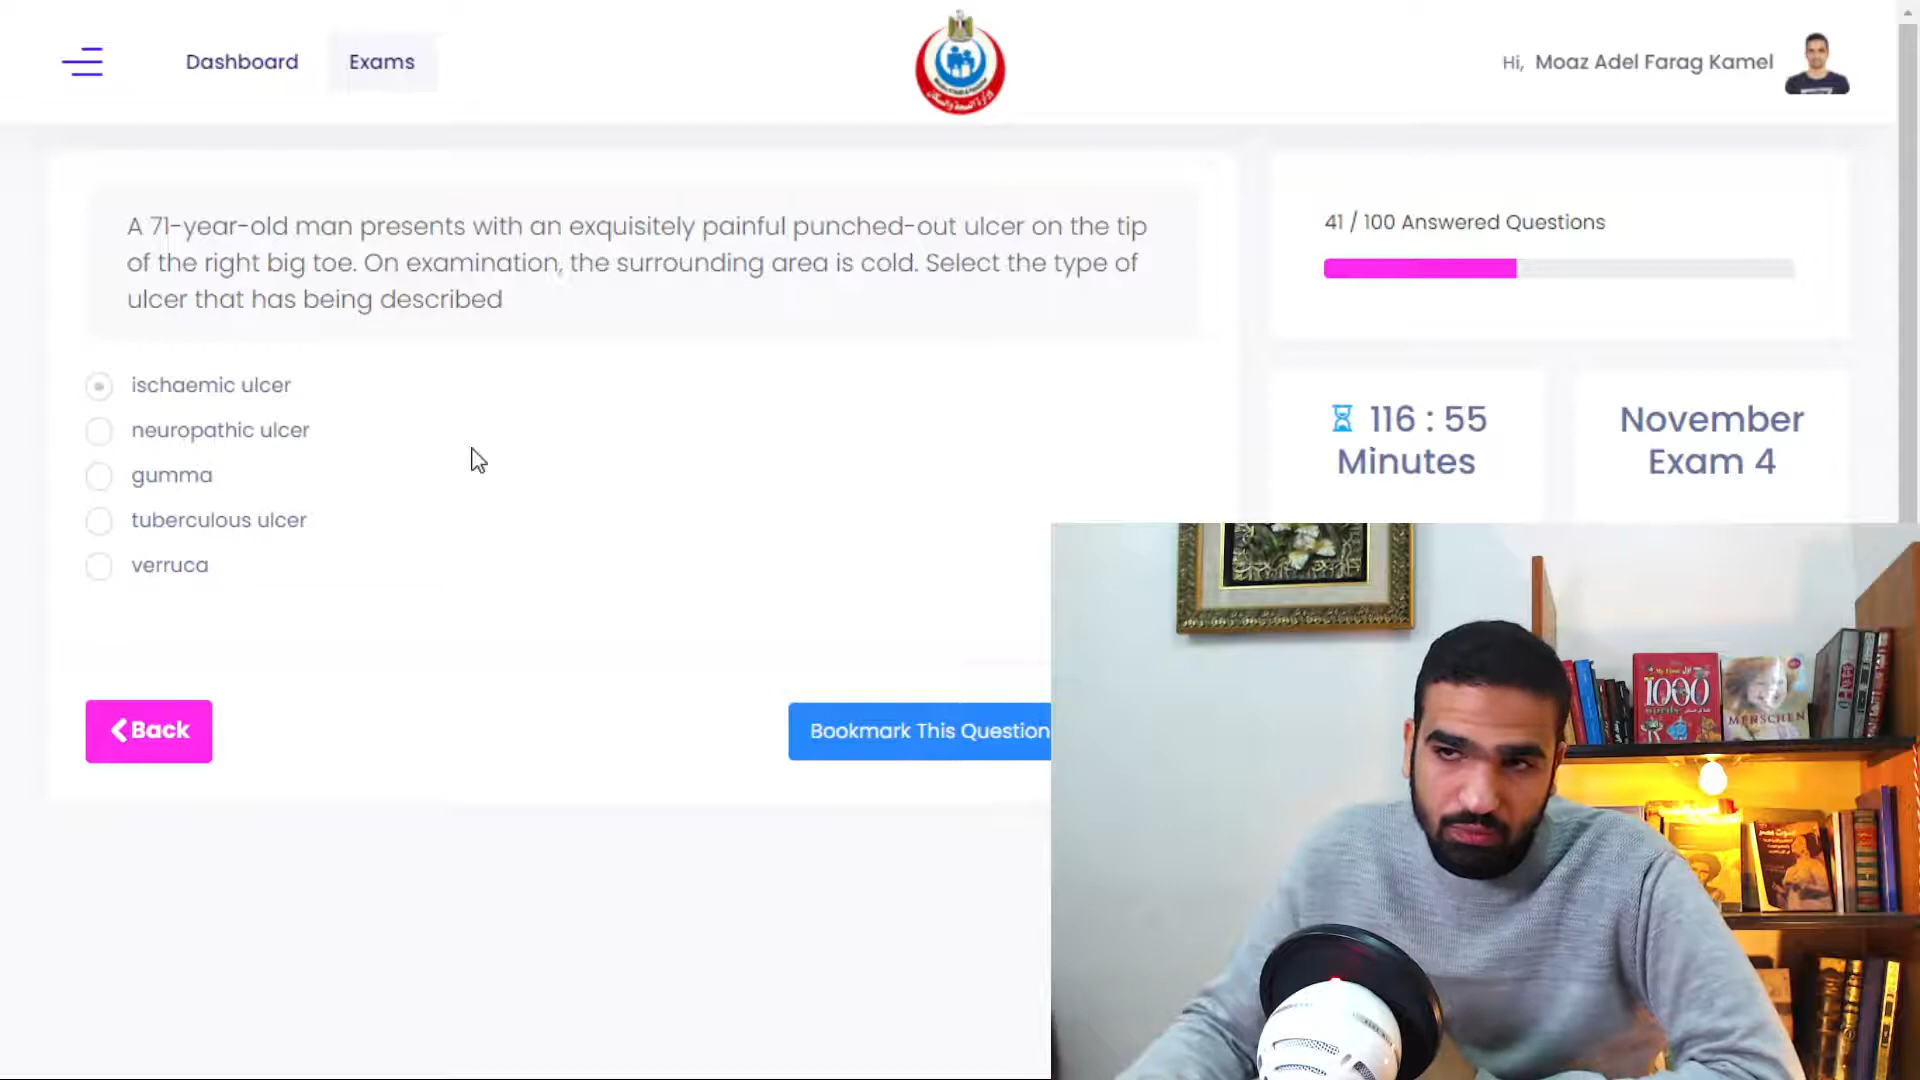 Dashboard
Exams
Hi, Moaz Adel Farag Kamel
A 71-year-old man presents with an exquisitely painful punched-out ulcer on the tip
of the right big toe. On examination, the surrounding area is cold. Select the type of
ulcer that has being described
ischaemic ulcer
neuropathic ulcer
gumma
tuberculous ulcer
verruca
Back
Bookmark This Question
41 / 100 Answered Questions
116 : 55
Minutes
November
Exam 4
1000
words
MENSCHEN